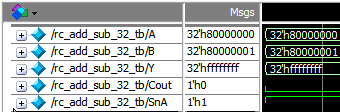 Msgs
/rc_add_sub_32_tb/A 32'h80000000 32'h80000000
/rc_add_sub_32_tb/B 32'h80000001 32'h80000001
/rc_add_sub_32_tb/Y 32'hffffffff 32'hffffffff
/rc_add_sub_32_tb/Cout 1'h0
/rc_add_sub_32_tb/SnA 1'h1